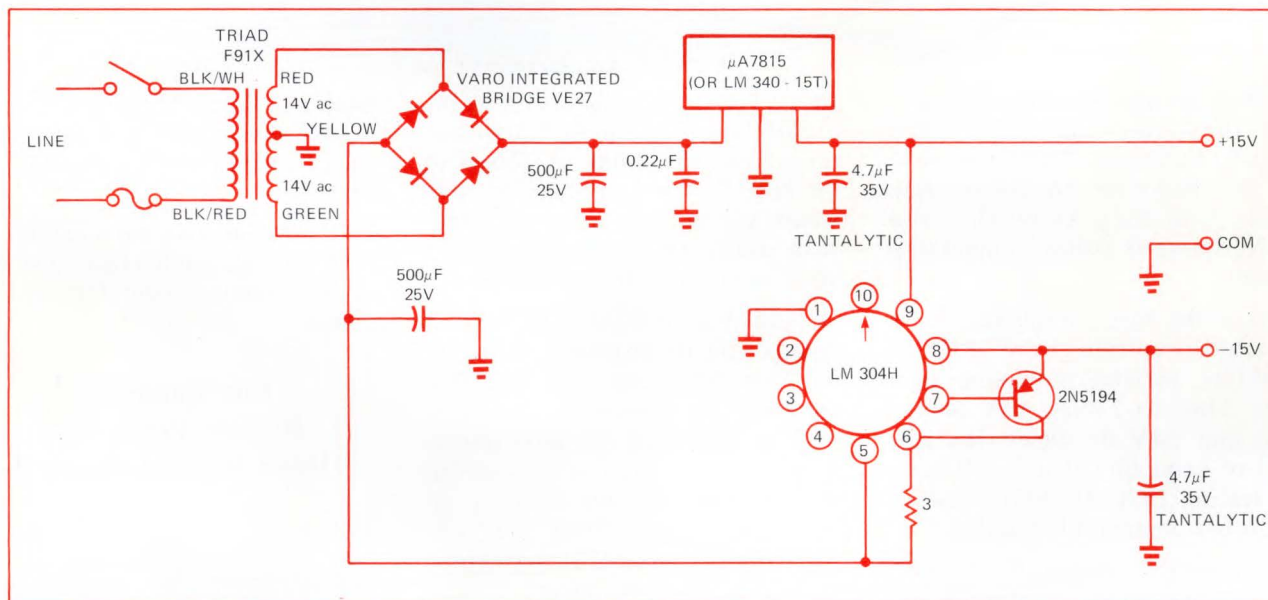 TRIAD
F91X
BLK/WH
RED
14V ac
YELLOW
LINE
14V ac
BLK/RED
GREEN
VARO INTEGRATED
BRIDGE VE27
μA7815
(OR LM 340 - 15T)
500μF
25V
0.22μF
4.7μF
35V
TANTALYTIC
+15V
COM
500μF
25V
1
10
9
2
8
−15V
LM 304H
3
7
2N5194
4
5
6
3
4.7μF
35V
TANTALYTIC